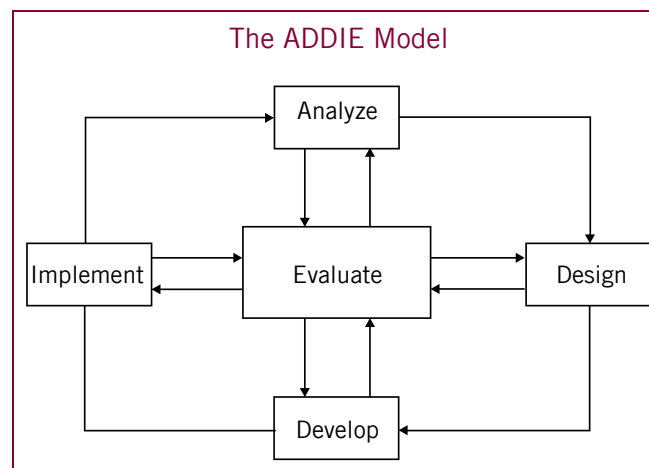 The ADDIE Model
Analyze
Implement
Evaluate
Design
Develop